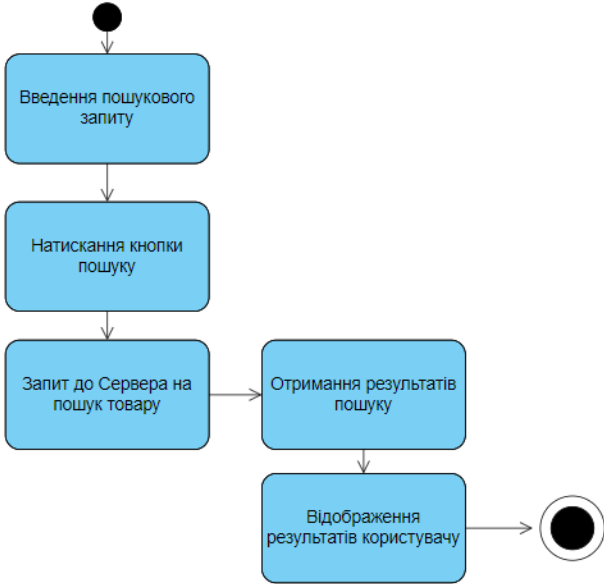 Введення пошукового
запиту
Натискання кнопки
пошуку
Запит до Сервера на
пошук товару
Отримання результатів
пошуку
Відображення
результатів користувачу